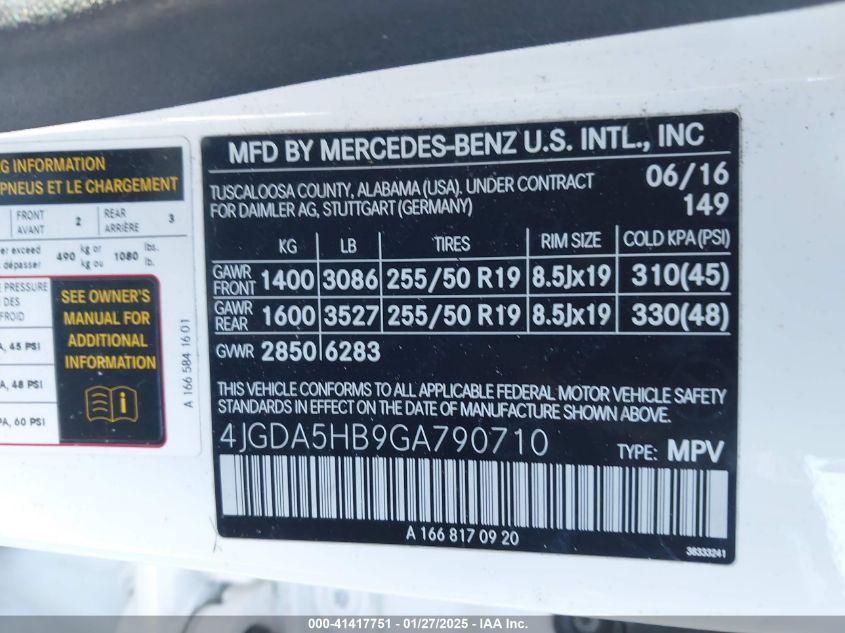 G INFORMATION
PNEUS ET LE CHARGEMENT
FRONT
AVANT
2
REAR
ARRIÈRE
3
er exceed
dépasser
490 kg or
kg ou
1080 lbs.
lb.
E PRESSURE
DES
FROID
A, 45 PSI
A, 48 PSI
PA, 60 PSI
SEE OWNER'S
MANUAL FOR
ADDITIONAL
INFORMATION
A 166 584 16 01
MFD BY MERCEDES-BENZ U.S. INTL., INC
TUSCALOOSA COUNTY, ALABAMA (USA). UNDER CONTRACT 06/16
FOR DAIMLER AG, STUTTGART (GERMANY) 149
KG LB TIRES RIM SIZE COLD KPA(PSI)
GAWR
FRONT 1400 3086 255/50 R19 8.5Jx19 310(45)
GAWR
REAR 1600 3527 255/50 R19 8.5Jx19 330(48)
GVWR 2850 6283
THIS VEHICLE CONFORMS TO ALL APPLICABLE FEDERAL MOTOR VEHICLE SAFETY
STANDARDS IN EFFECT ON THE DATE OF MANUFACTURE SHOWN ABOVE.
4JGDA5HB9GA790710 TYPE: MPV
A 166 817 09 20
38333241
000-41417751 - 01/27/2025 - IAA Inc.